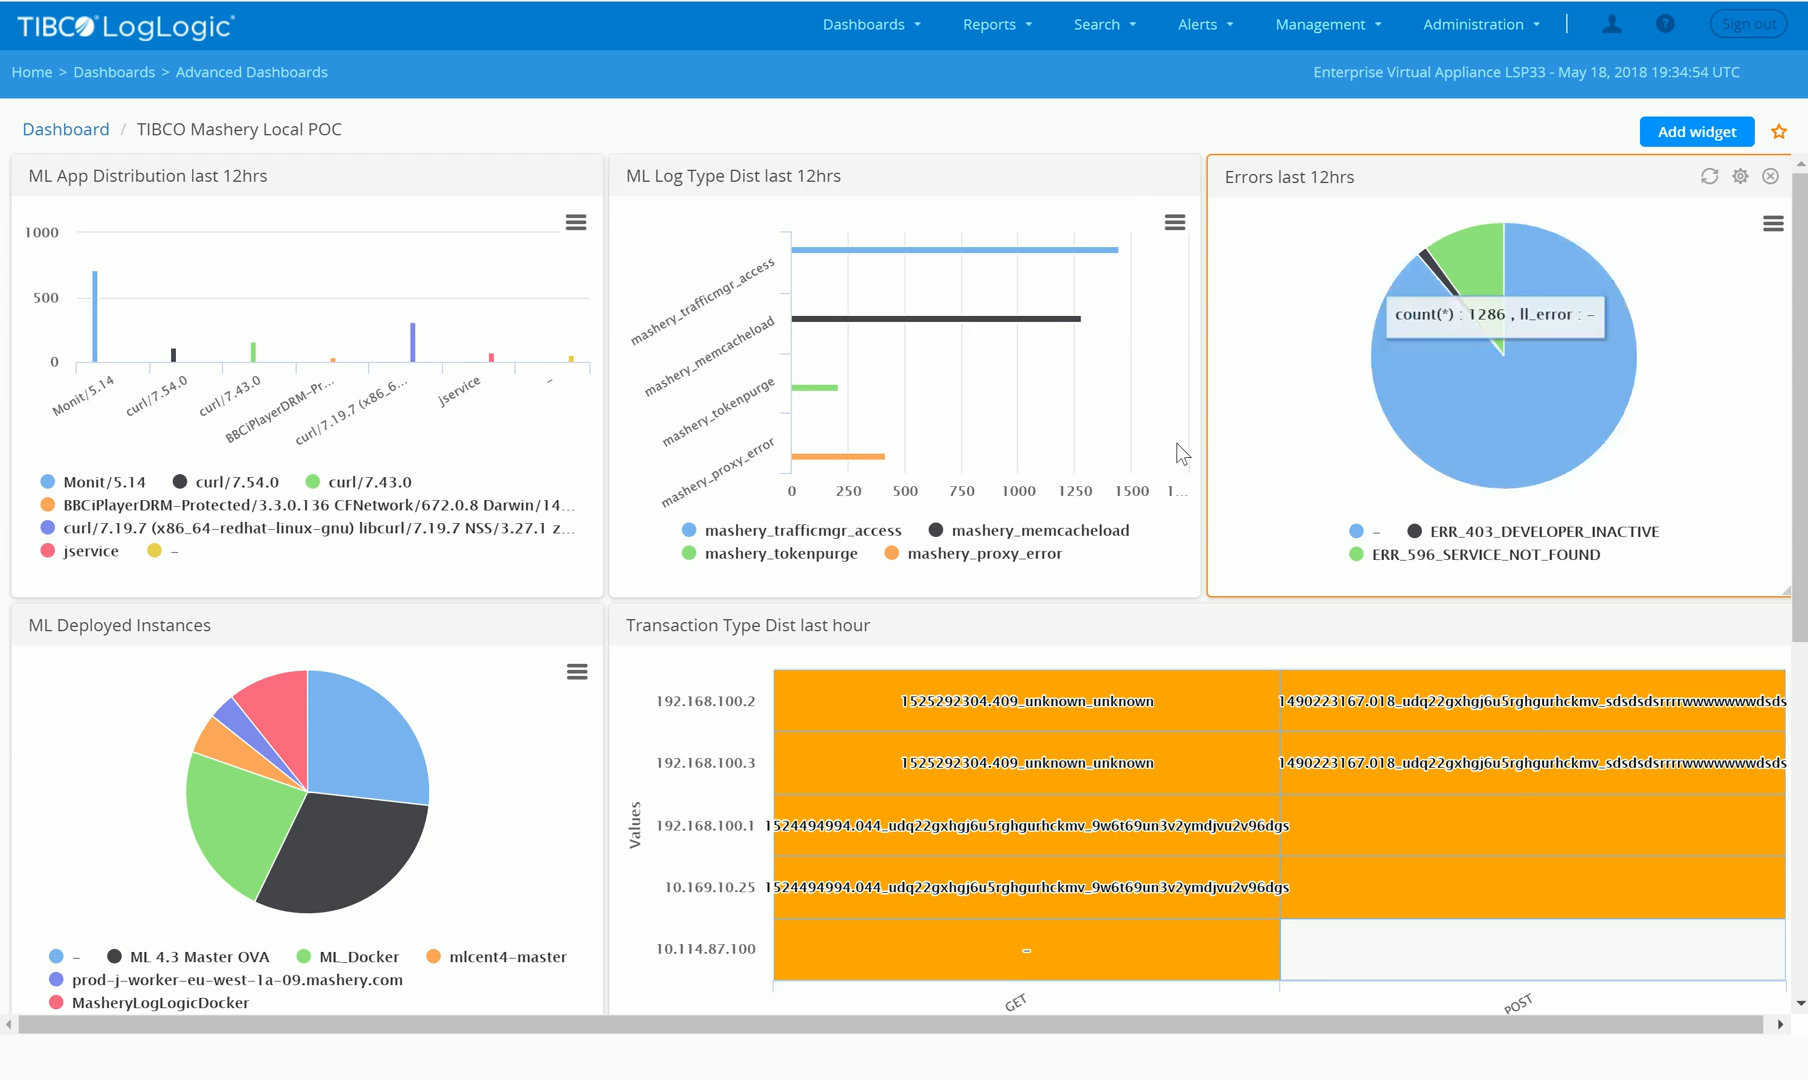 TIBCO LogLogic
Dashboards Reports Search Alerts Management Administration Sign out
Home > Dashboards > Advanced Dashboards
Enterprise Virtual Appliance LSP33 - May 18, 2018 19:34:54 UTC
Dashboard / TIBCO Mashery Local POC
Add widget
ML App Distribution last 12hrs
1000
500
0
Monit/5.14
curl/7.54.0
curl/7.43.0
BBCiPlayerDRM-Pr...
curl/7.19.7 (x86_6...
jservice
-
Monit/5.14 curl/7.54.0 curl/7.43.0
BBCiPlayerDRM-Protected/3.3.0.136 CFNetwork/672.0.8 Darwin/14...
curl/7.19.7 (x86_64-redhat-linux-gnu) libcurl/7.19.7 NSS/3.27.1 z...
jservice -
ML Log Type Dist last 12hrs
mashery_trafficmgr_access
mashery_memcacheload
mashery_tokenpurge
mashery_proxy_error
0 250 500 750 1000 1250 1500 1...
mashery_trafficmgr_access mashery_memcacheload
mashery_tokenpurge mashery_proxy_error
Errors last 12hrs
count(*) : 1286 , ll_error : -
- ERR_403_DEVELOPER_INACTIVE
ERR_596_SERVICE_NOT_FOUND
ML Deployed Instances
- ML 4.3 Master OVA ML_Docker mlcent4-master
prod-j-worker-eu-west-1a-09.mashery.com
MasheryLogLogicDocker
Transaction Type Dist last hour
Values
192.168.100.2 1525292304.409_unknown_unknown 1490223167.018_udq22gxhgj6u5rghgurhckmv_sdsdsdsrrrrwwwwwwwdsds
192.168.100.3 1525292304.409_unknown_unknown 1490223167.018_udq22gxhgj6u5rghgurhckmv_sdsdsdsrrrrwwwwwwwdsds
192.168.100.1 1524494994.044_udq22gxhgj6u5rghgurhckmv_9w6t69un3v2ymdjvu2v96dgs
10.169.10.25 1524494994.044_udq22gxhgj6u5rghgurhckmv_9w6t69un3v2ymdjvu2v96dgs
10.114.87.100 -
GET POST